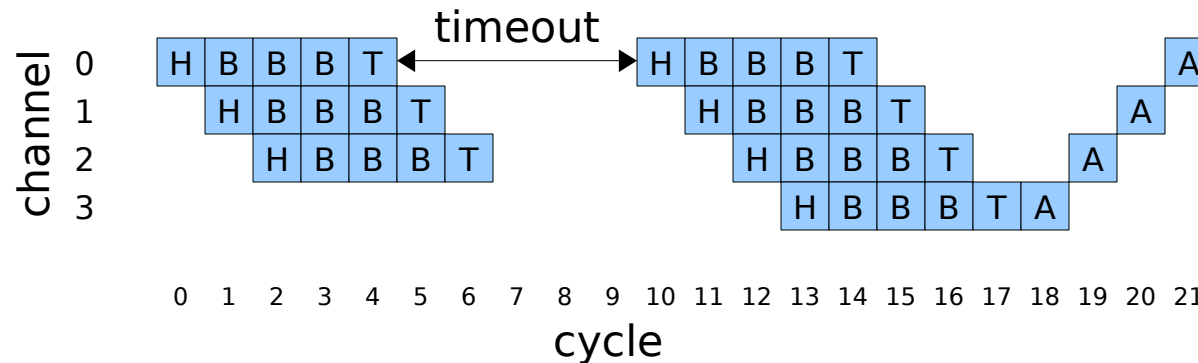 timeout
channel
0 H B B B T H B B B T A
1 H B B B T H B B B T A
2 H B B B T H B B B T A
3 H B B B T A
0 1 2 3 4 5 6 7 8 9 10 11 12 13 14 15 16 17 18 19 20 21
cycle